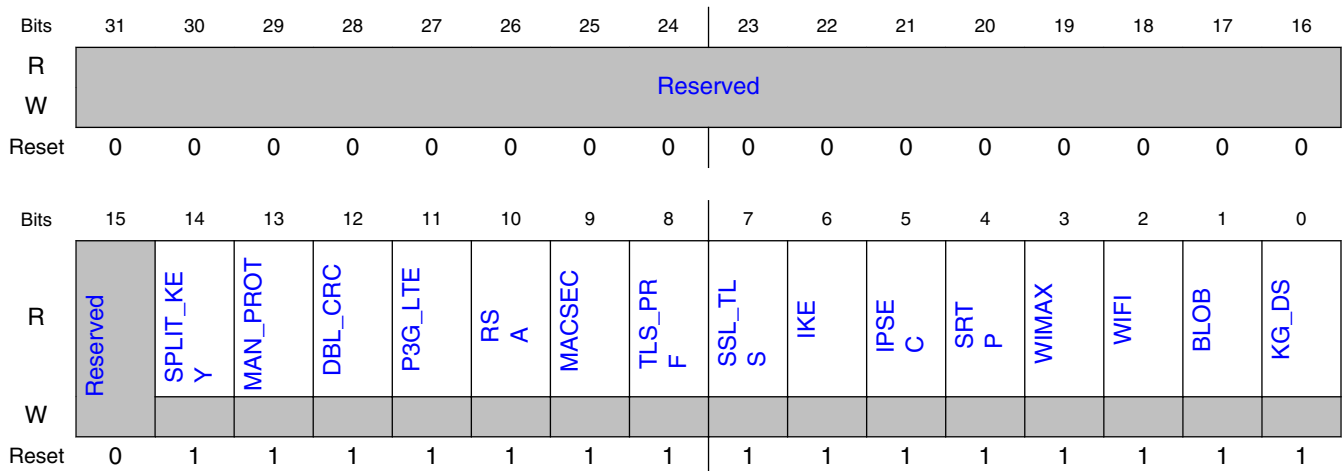 Bits 31 30 29 28 27 26 25 24 23 22 21 20 19 18 17 16
R
Reserved
W
Reset 0 0 0 0 0 0 0 0 0 0 0 0 0 0 0 0
Bits 15 14 13 12 11 10 9 8 7 6 5 4 3 2 1 0
R
Reserved
SPLIT_KE
Y
MAN_PROT
DBL_CRC
P3G_LTE
RS
A
MACSEC
TLS_PR
F
SSL_TL
S
IKE
IPSE
C
SRT
P
WIMAX
WIFI
BLOB
KG_DS
W
Reset 0 1 1 1 1 1 1 1 1 1 1 1 1 1 1 1